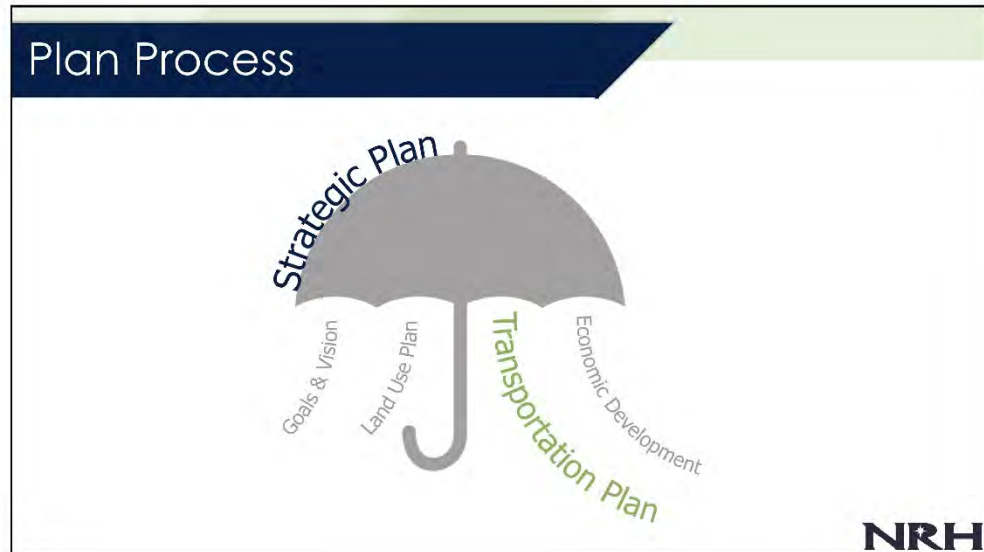 Plan Process
Strategic Plan
Goals & Vision
Land Use Plan
Transportation Plan
Economic Development
NRH